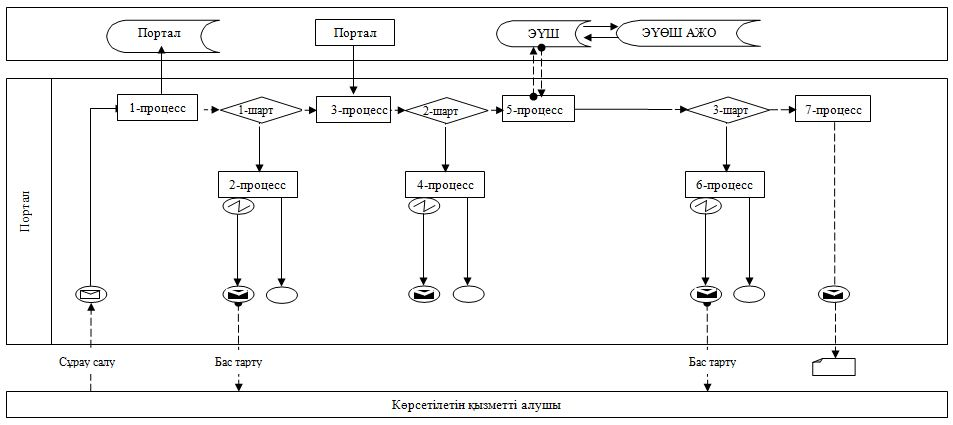 Портал
Портал
ЭҮШ
ЭҮӨШ АЖО
1-процесс
1-шарт
3-процесс
2-шарт
5-процесс
3-шарт
7-процесс
2-процесс
4-процесс
6-процесс
Портал
Сұрау салу
Бас тарту
Бас тарту
Көрсетілетін қызметті алушы